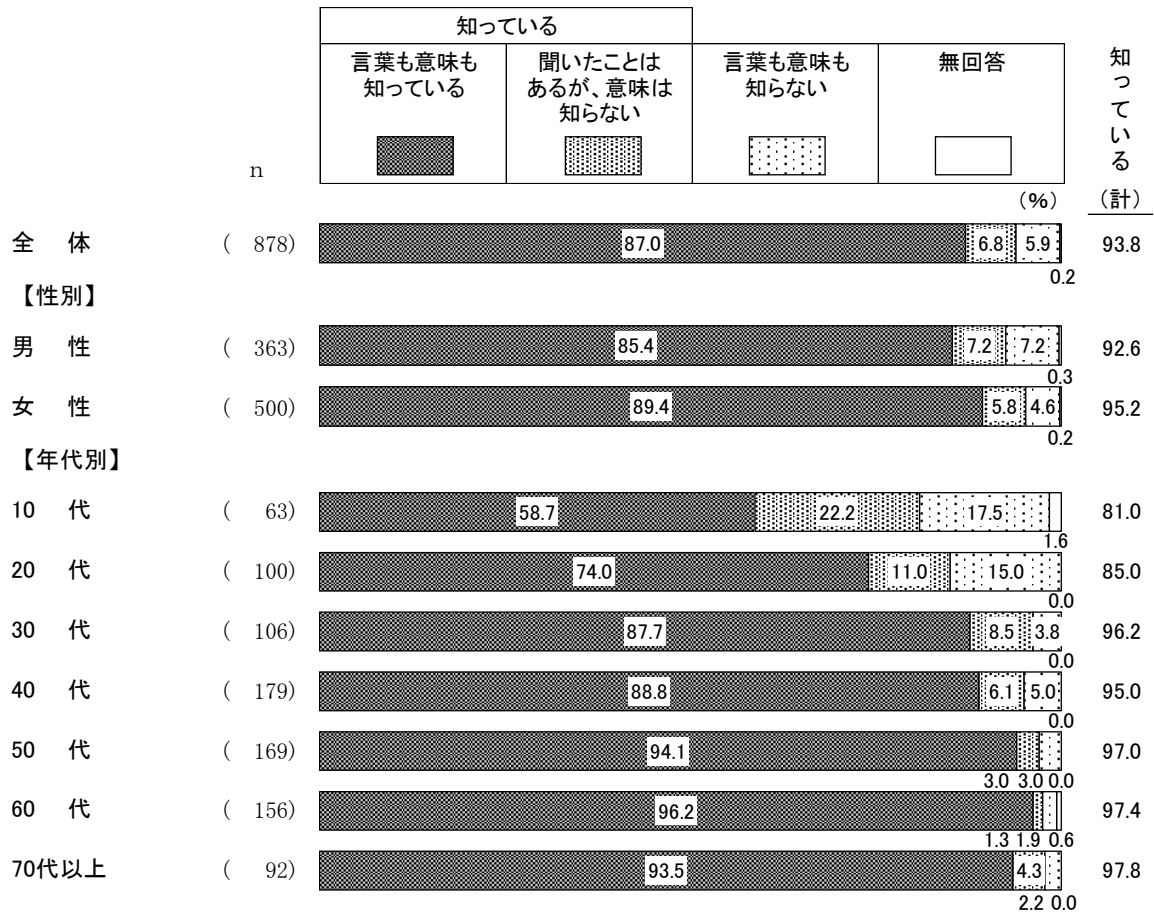 知っている
言葉も意味も
知っている
聞いたことは
あるが、意味は
知らない
言葉も意味も
知らない
無回答
知っている
n
(%)
(計)
全 体 ( 878) 87.0 6.8 5.9 93.8
0.2
【性別】
男 性 ( 363) 85.4 7.2 7.2 92.6
0.3
女 性 ( 500) 89.4 5.8 4.6 95.2
0.2
【年代別】
10 代 ( 63) 58.7 22.2 17.5 81.0
1.6
20 代 ( 100) 74.0 11.0 15.0 85.0
0.0
30 代 ( 106) 87.7 8.5 3.8 96.2
0.0
40 代 ( 179) 88.8 6.1 5.0 95.0
0.0
50 代 ( 169) 94.1 97.0
3.0 3.0 0.0
60 代 ( 156) 96.2 97.4
1.3 1.9 0.6
70代以上 ( 92) 93.5 4.3 97.8
2.2 0.0